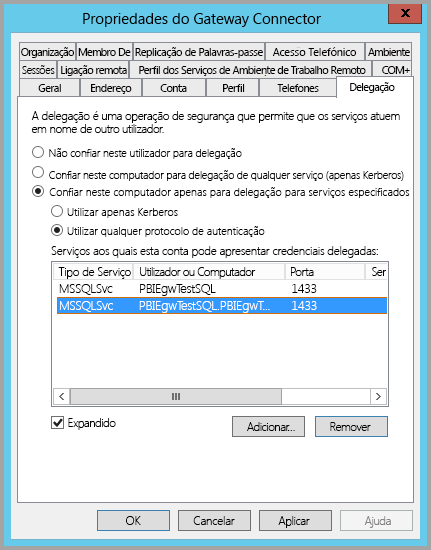 Propriedades do Gateway Connector
x
Organização Membro De Replicação de Palavras-passe Acesso Telefónico Ambiente
Sessões Ligação remota Perfil dos Serviços de Ambiente de Trabalho Remoto COM+
Geral Endereço Conta Perfil Telefones Delegação
A delegação é uma operação de segurança que permite que os serviços atuem
em nome de outro utilizador.
Não confiar neste utilizador para delegação
Confiar neste computador para delegação de qualquer serviço (apenas Kerberos)
Confiar neste computador apenas para delegação para serviços especificados
Utilizar apenas Kerberos
Utilizar qualquer protocolo de autenticação
Serviços aos quais esta conta pode apresentar credenciais delegadas:
Tipo de Serviço Utilizador ou Computador Porta Ser
MSSQLSvc PBIEgwTestSQL 1433
MSSQLSvc PBIEgwTestSQL.PBIEgwT... 1433
Expandido Adicionar... Remover
OK Cancelar Aplicar Ajuda